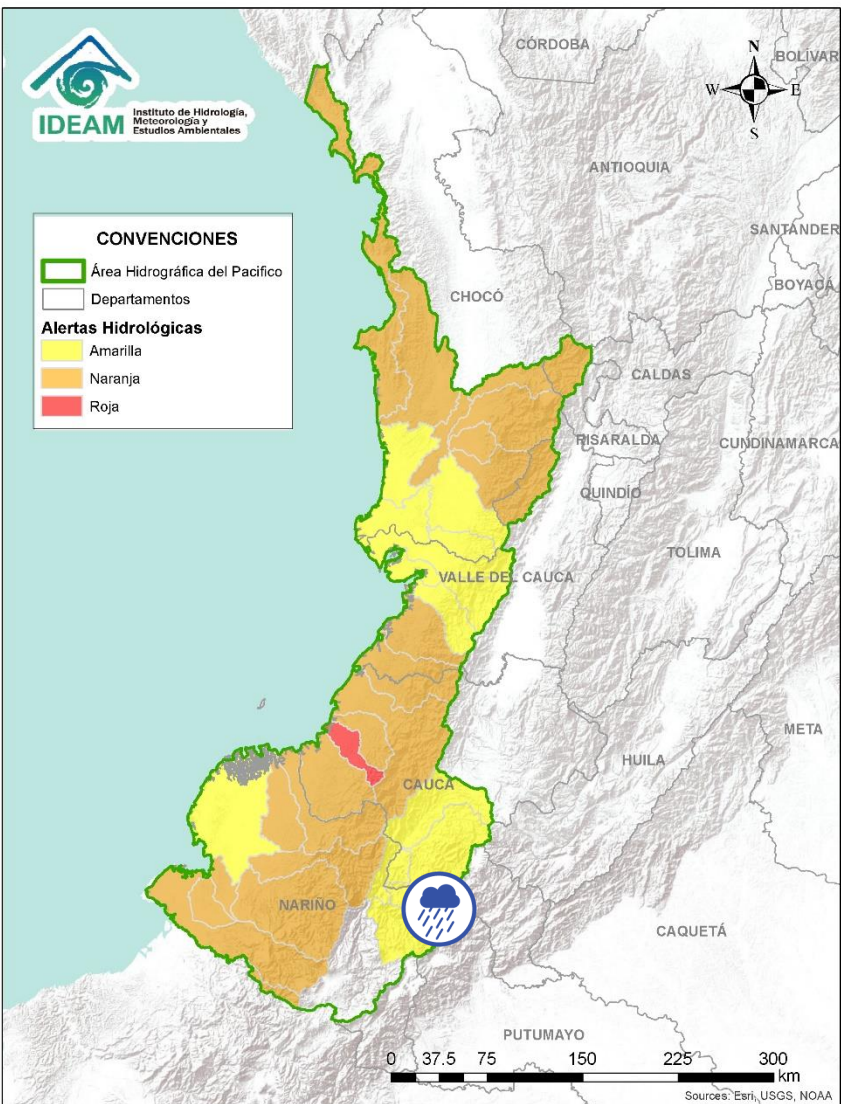 IDEAM
Instituto de Hidrología,
Meteorología y
Estudios Ambientales
N
W
E
S
CÓRDOBA
BOLÍVAR
ANTIOQUIA
SANTANDER
BOYACÁ
CHOCÓ
CALDAS
RISARALDA
CUNDINAMARCA
QUINDÍO
TOLIMA
VALLE DEL CAUCA
META
HUILA
CAUCA
NARIÑO
CAQUETÁ
PUTUMAYO
CONVENCIONES
Área Hidrográfica del Pacifico
Departamentos
Alertas Hidrológicas
Amarilla
Naranja
Roja
0 37.5 75 150 225 300
km
Sources: Esri, USGS, NOAA